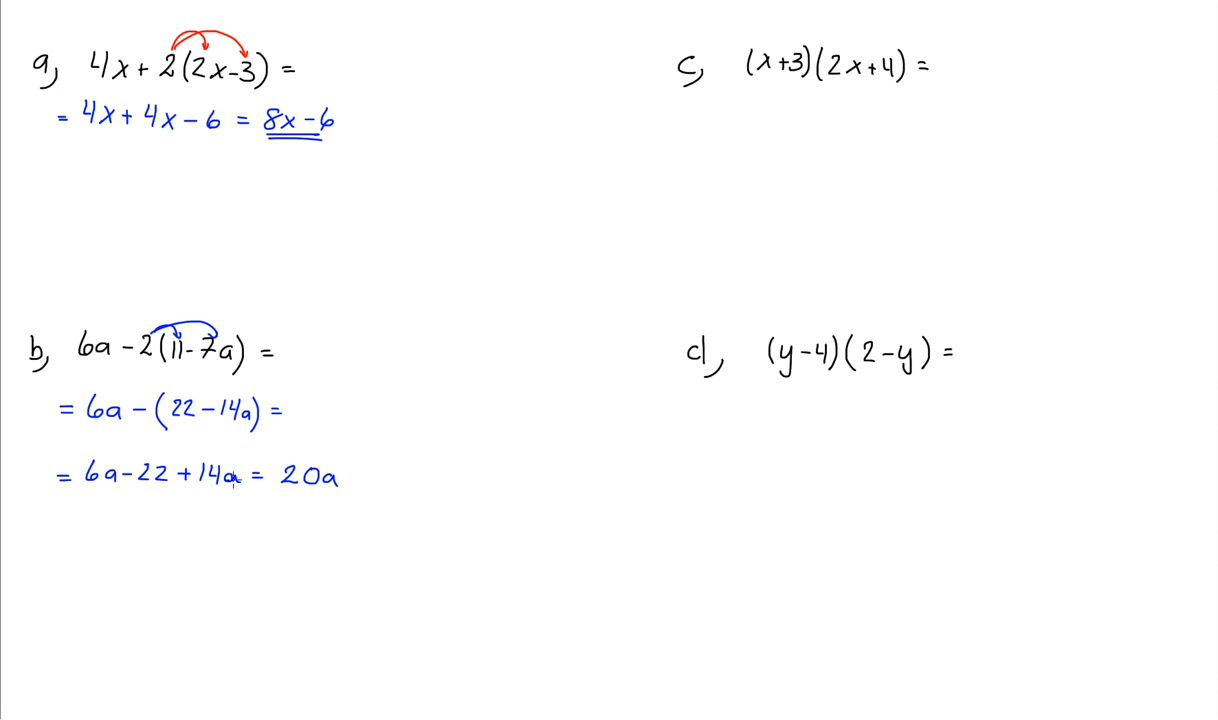 a, 4x + 2(2x-3) =
= 4x + 4x - 6 = 8x - 6
b, 6a - 2(11-7a) =
= 6a - (22 - 14a) =
= 6a - 22 + 14a = 20a
c, (x+3)(2x+4) =
d, (y-4)(2-y) =